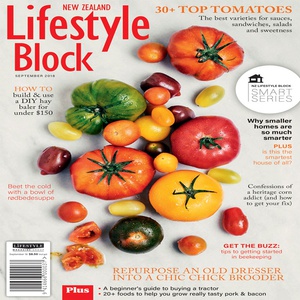 NEW ZEALAND
Lifestyle
Block
SEPTEMBER 2018
30+ TOP TOMATOES
The best varieties for sauces,
sandwiches, salads
and sweetness
NZ LIFESTYLE BLOCK
SMART
SERIES
HOW TO
build & use
a DIY hay
baler for
under $150
Why smaller
homes are
so much
smarter
PLUS
is this the
smartest
house of all?
Confessions of a
heritage corn
addict (and how
to get your fix)
Beet the cold
with a bowl of
redbeetsuppe
GET THE BUZZ:
tips to getting started
in beekeeping
REPURPOSE AN OLD DRESSER
INTO A CHIC CHICK BROODER
Plus
• A beginner's guide to buying a tractor
• 20+ foods to help you grow really tasty pork & bacon